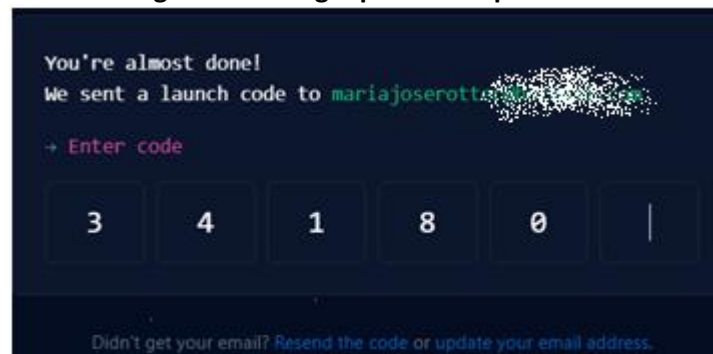 You're almost done!
We sent a launch code to mariajoserott
→ Enter code
3 4 1 8 0
Didn't get your email? Resend the code or update your email address.